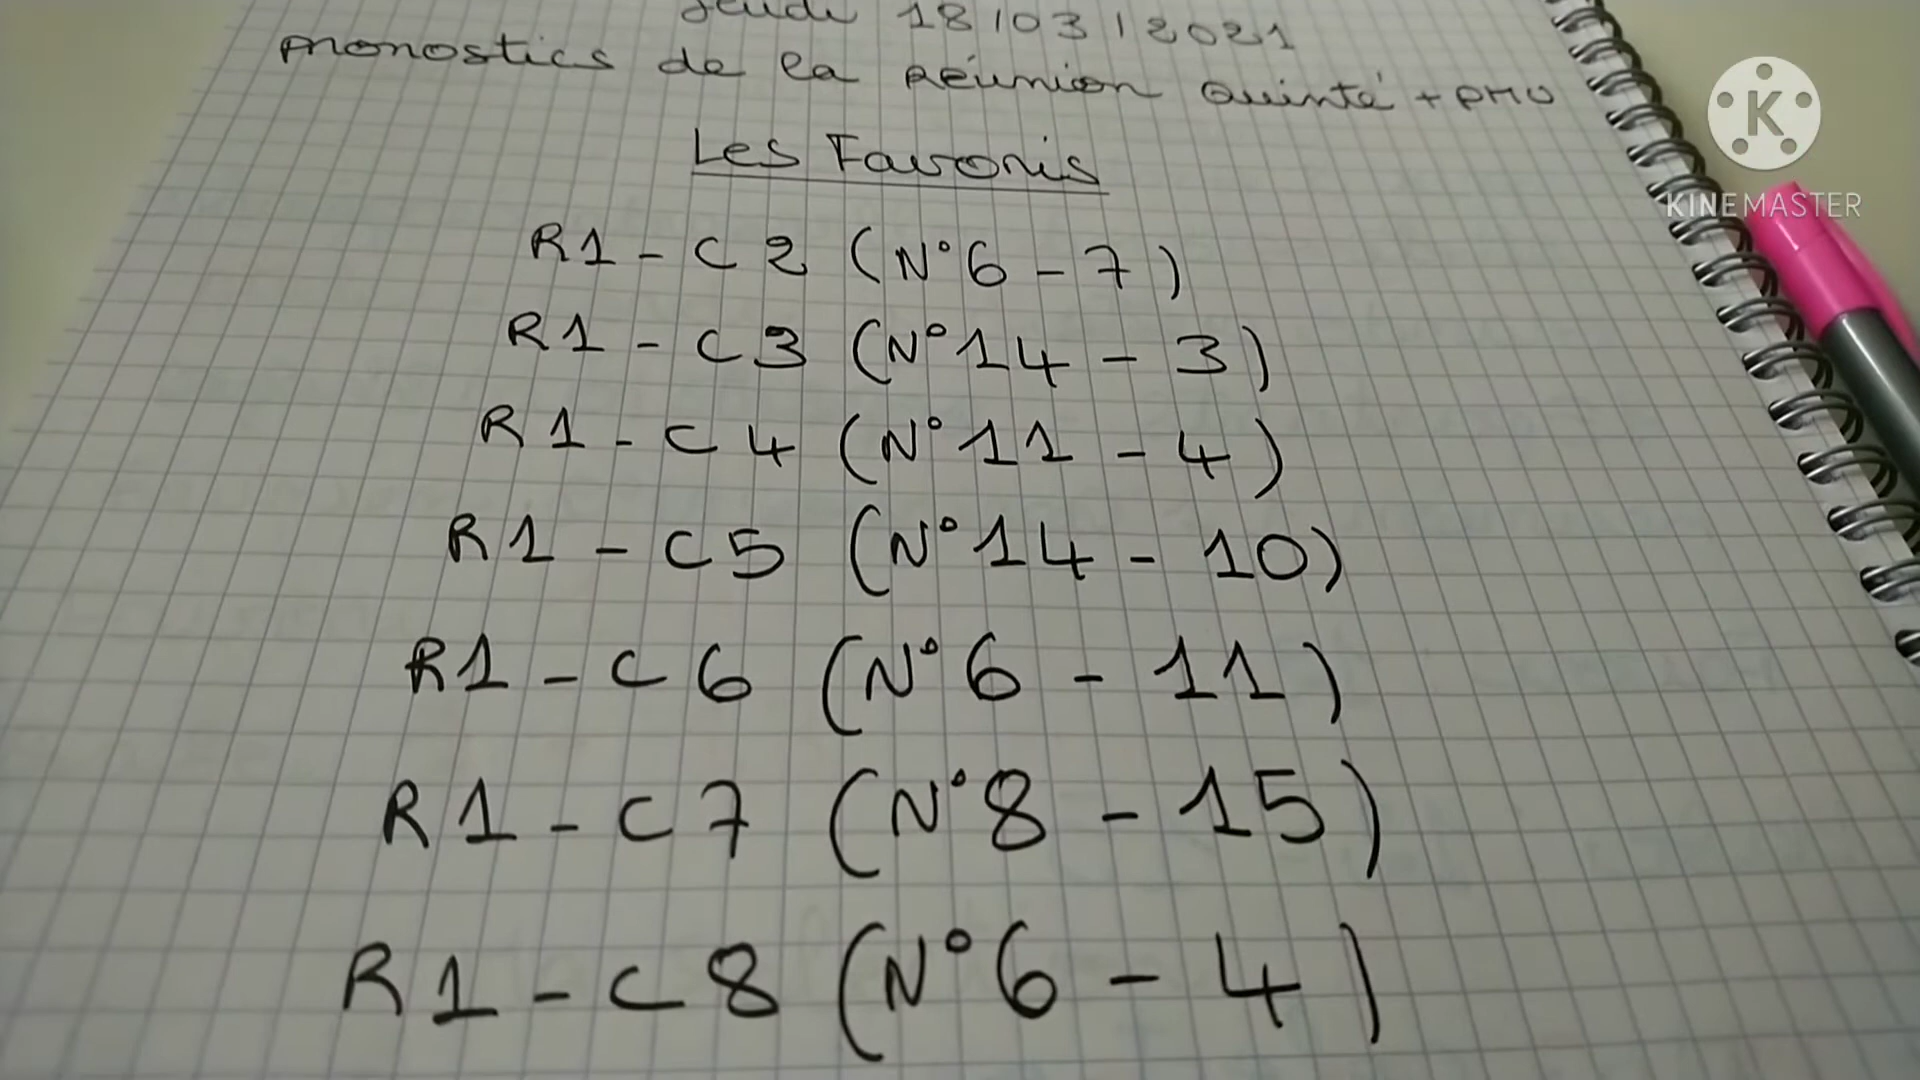 Jeudi 18/03/2021
pronostics de la Réunion Quinté + PMU
Les Favoris
R1 - C2 (N°6 - 7)
R1 - C3 (N°14 - 3)
R1 - C4 (N°11 - 4)
R1 - C5 (N°14 - 10)
R1 - C6 (N°6 - 11)
R1 - C7 (N°8 - 15)
R1 - C8 (N°6 - 4)
K
KINEMASTER